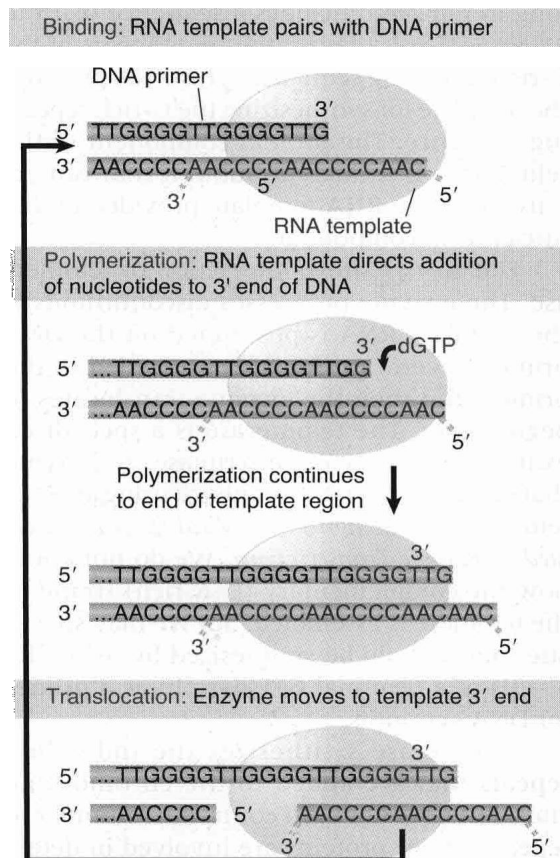 Binding: RNA template pairs with DNA primer
DNA primer
3′
5′ TTGGGGTTGGGGTTG
3′ AACCCCAACCCCAACCCCAAC
3′ 5′ 5′
RNA template
Polymerization: RNA template directs addition
of nucleotides to 3′ end of DNA
3′ dGTP
5′ ...TTGGGGTTGGGGTTGG
...AACCCCAACCCCAACCCCAAC
3′ 5′
Polymerization continues
to end of template region
3′
5′ ...TTGGGGTTGGGGTTGGGGTTG
3′ ...AACCCCAACCCCAACCCCAACAAC
5′
Translocation: Enzyme moves to template 3′ end
3′
...TTGGGGTTGGGGTTGGGGTTG
3′ ...AACCCC 5′ AACCCCAACCCCAAC
3′ 5′